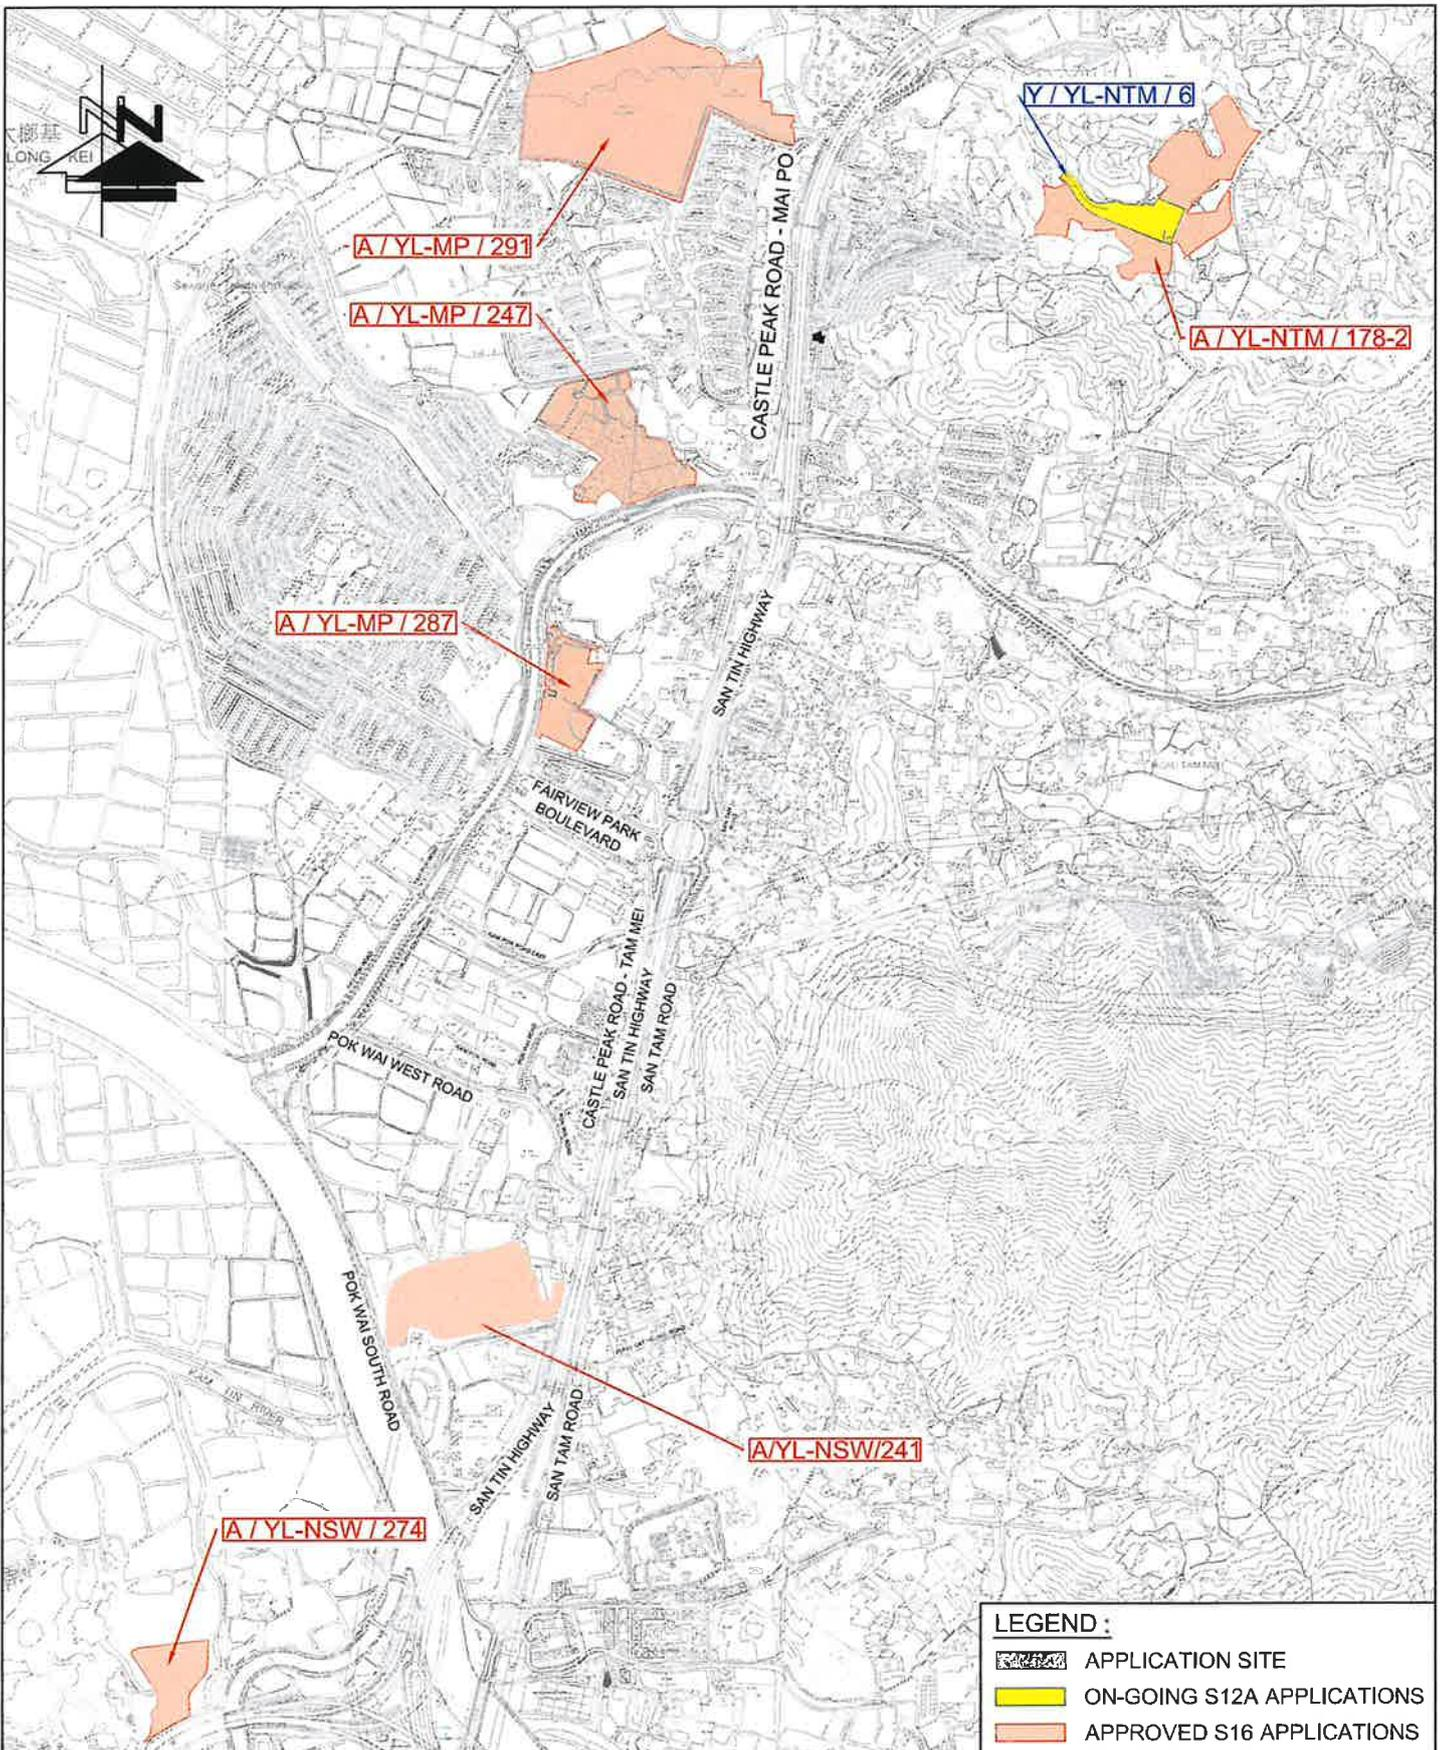 Y / YL-NTM / 6
N
LONG KEI
A / YL-MP / 291
CASTLE PEAK ROAD - MAI PO
A / YL-MP / 247
A / YL-NTM / 178-2
A / YL-MP / 287
SAN TIN HIGHWAY
FAIRVIEW PARK
BOULEVARD
CASTLE PEAK ROAD - TAM MEI
SAN TIN HIGHWAY
SAN TAM ROAD
POK WAI WEST ROAD
POK WAI SOUTH ROAD
KAM TIN
RIVER
SAN TIN HIGHWAY
SAN TAM ROAD
A/YL-NSW/241
A / YL-NSW / 274
LEGEND :
APPLICATION SITE
ON-GOING S12A APPLICATIONS
APPROVED S16 APPLICATIONS